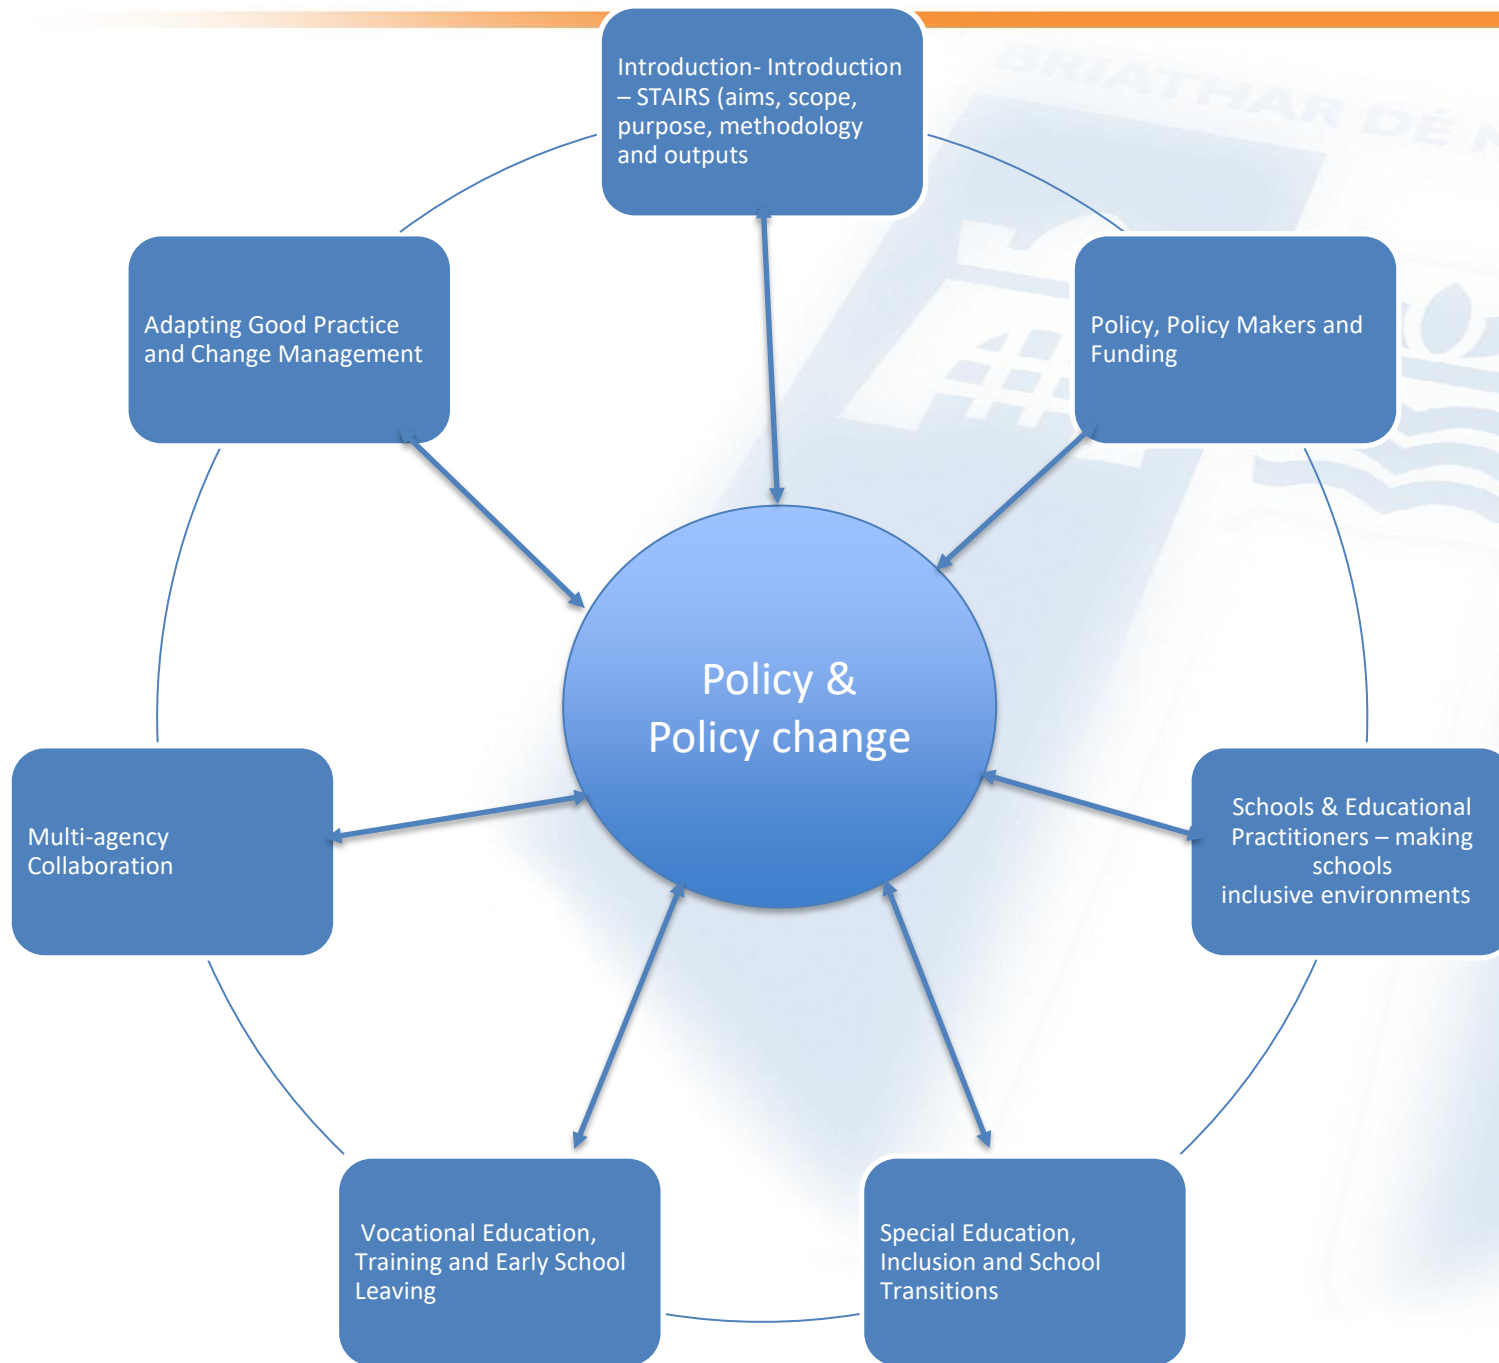 BRIATHAR DÉ
Introduction- Introduction
– STAIRS (aims, scope,
purpose, methodology
and outputs
Policy, Policy Makers and
Funding
Schools & Educational
Practitioners – making
schools
inclusive environments
Special Education,
Inclusion and School
Transitions
Vocational Education,
Training and Early School
Leaving
Multi-agency
Collaboration
Adapting Good Practice
and Change Management
Policy &
Policy change